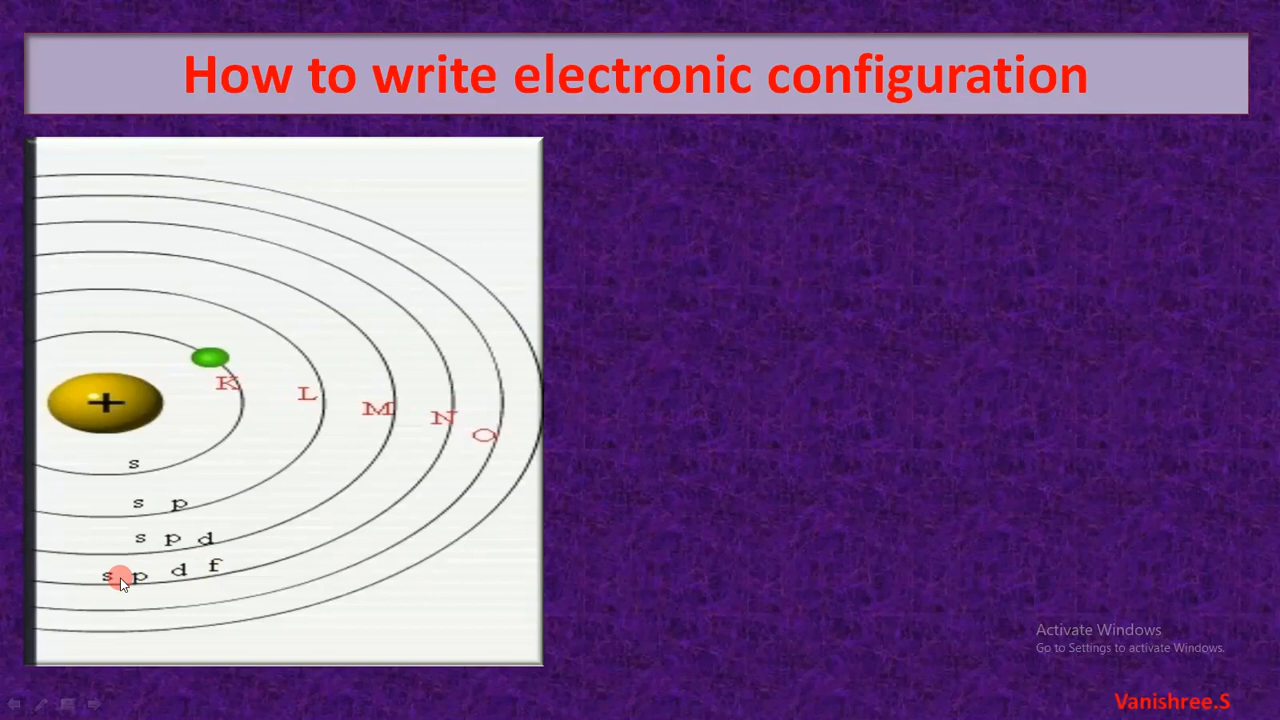 How to write electronic configuration
+
K
L
M
N
O
s
s p
s p d
s p d f
Activate Windows
Go to Settings to activate Windows.
Vanishree.S